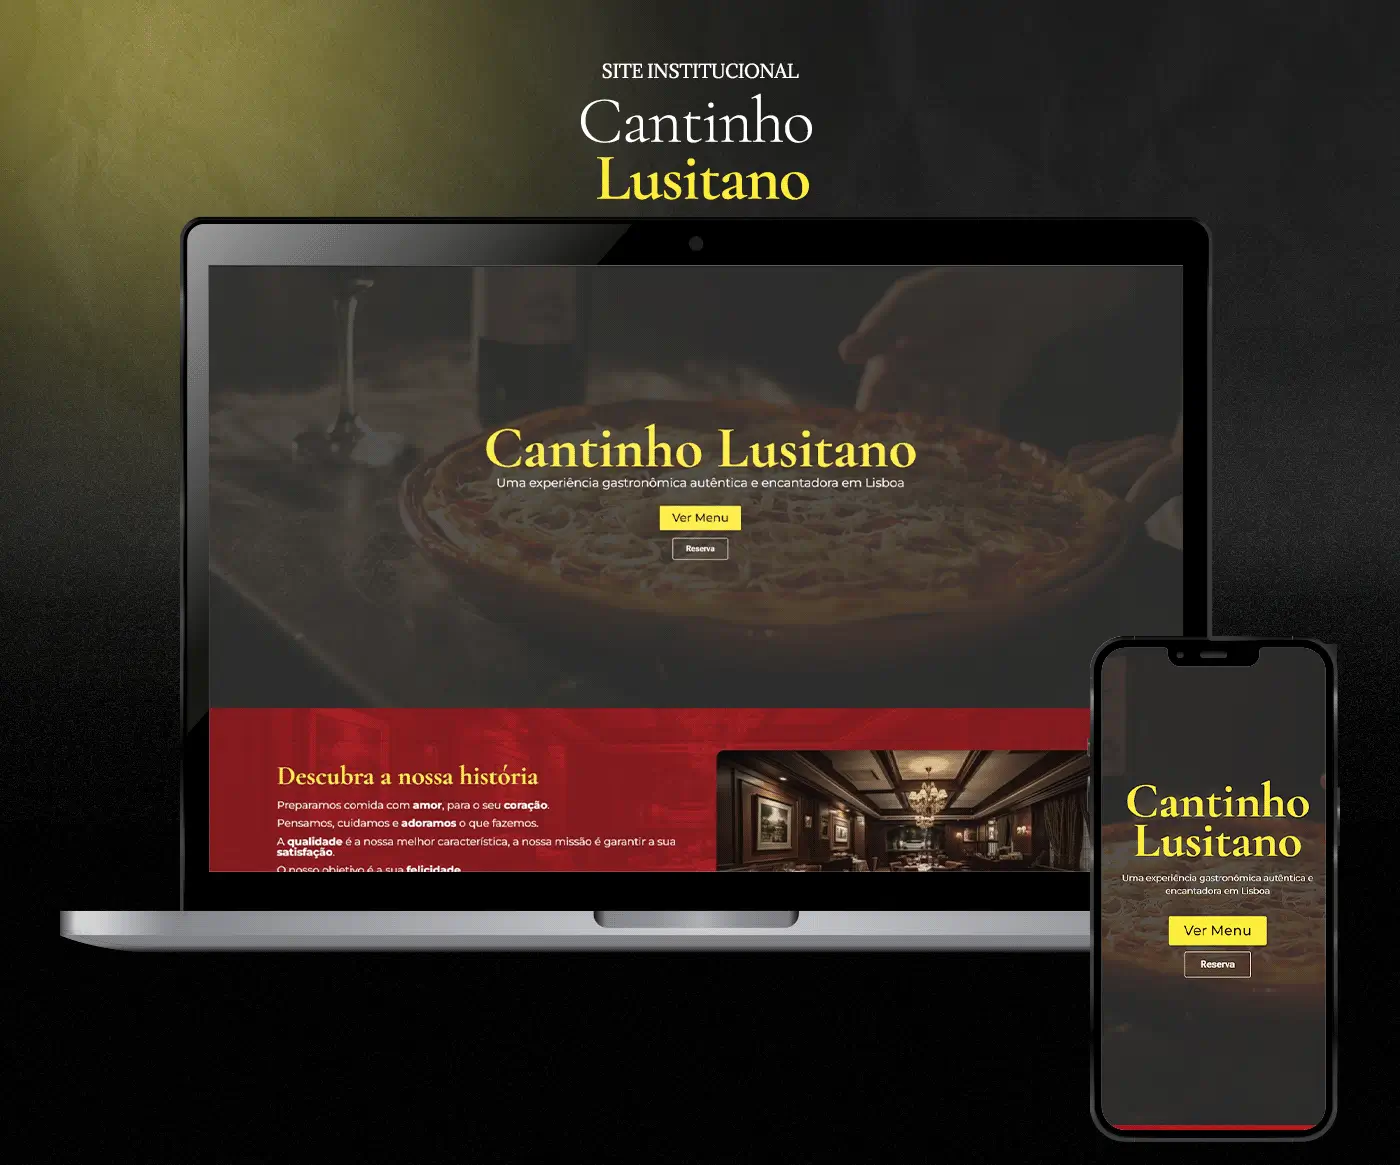 SITE INSTITUCIONAL
Cantinho
Lusitano
Cantinho Lusitano
Uma experiência gastronômica autêntica e encantadora em Lisboa
Ver Menu
Reserva
Descubra a nossa história
Preparamos comida com amor, para o seu coração.
Pensamos, cuidamos e adoramos o que fazemos.
A qualidade é a nossa melhor característica, a nossa missão é garantir a sua
satisfação.
O nosso objetivo é a sua felicidade
Cantinho
Lusitano
Uma experiência gastronômica autêntica e
encantadora em Lisboa
Ver Menu
Reserva